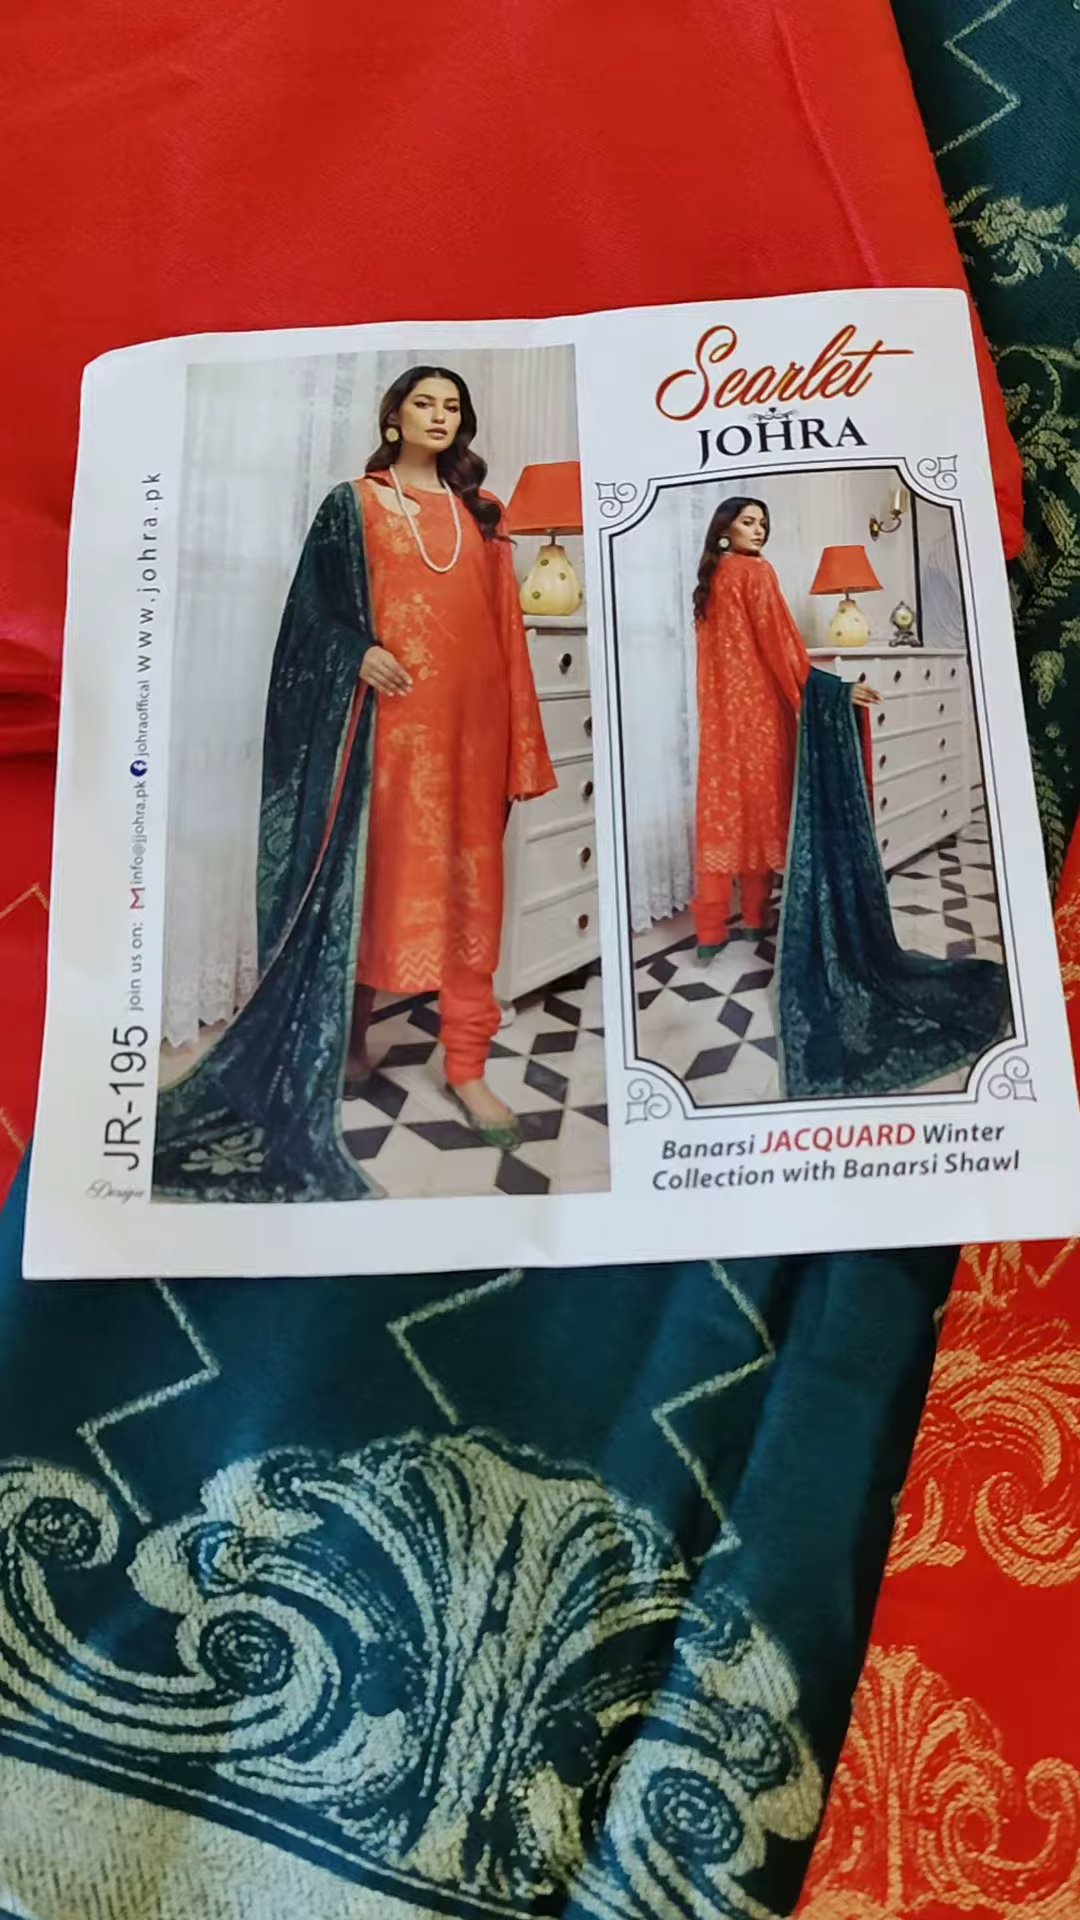 Scarlet
JOHRA
www.johra.pk
join us on: info@jjohra.pk johraoffical
JR-195
Design
Banarsi JACQUARD Winter
Collection with Banarsi Shawl